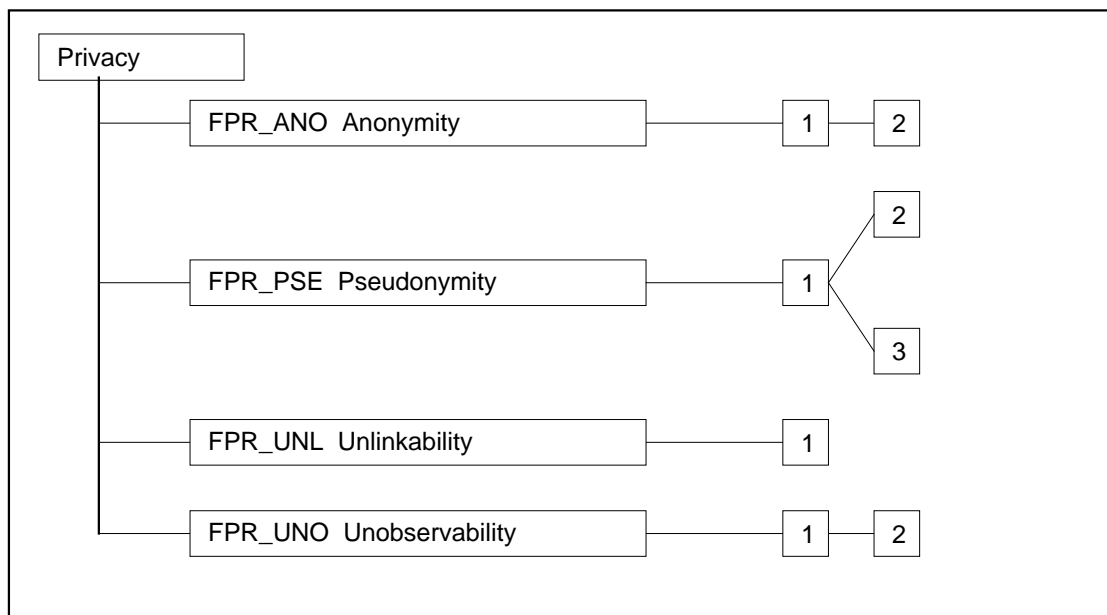 Privacy
FPR_ANO Anonymity 1 2
2
FPR_PSE Pseudonymity 1
3
FPR_UNL Unlinkability 1
FPR_UNO Unobservability 1 2